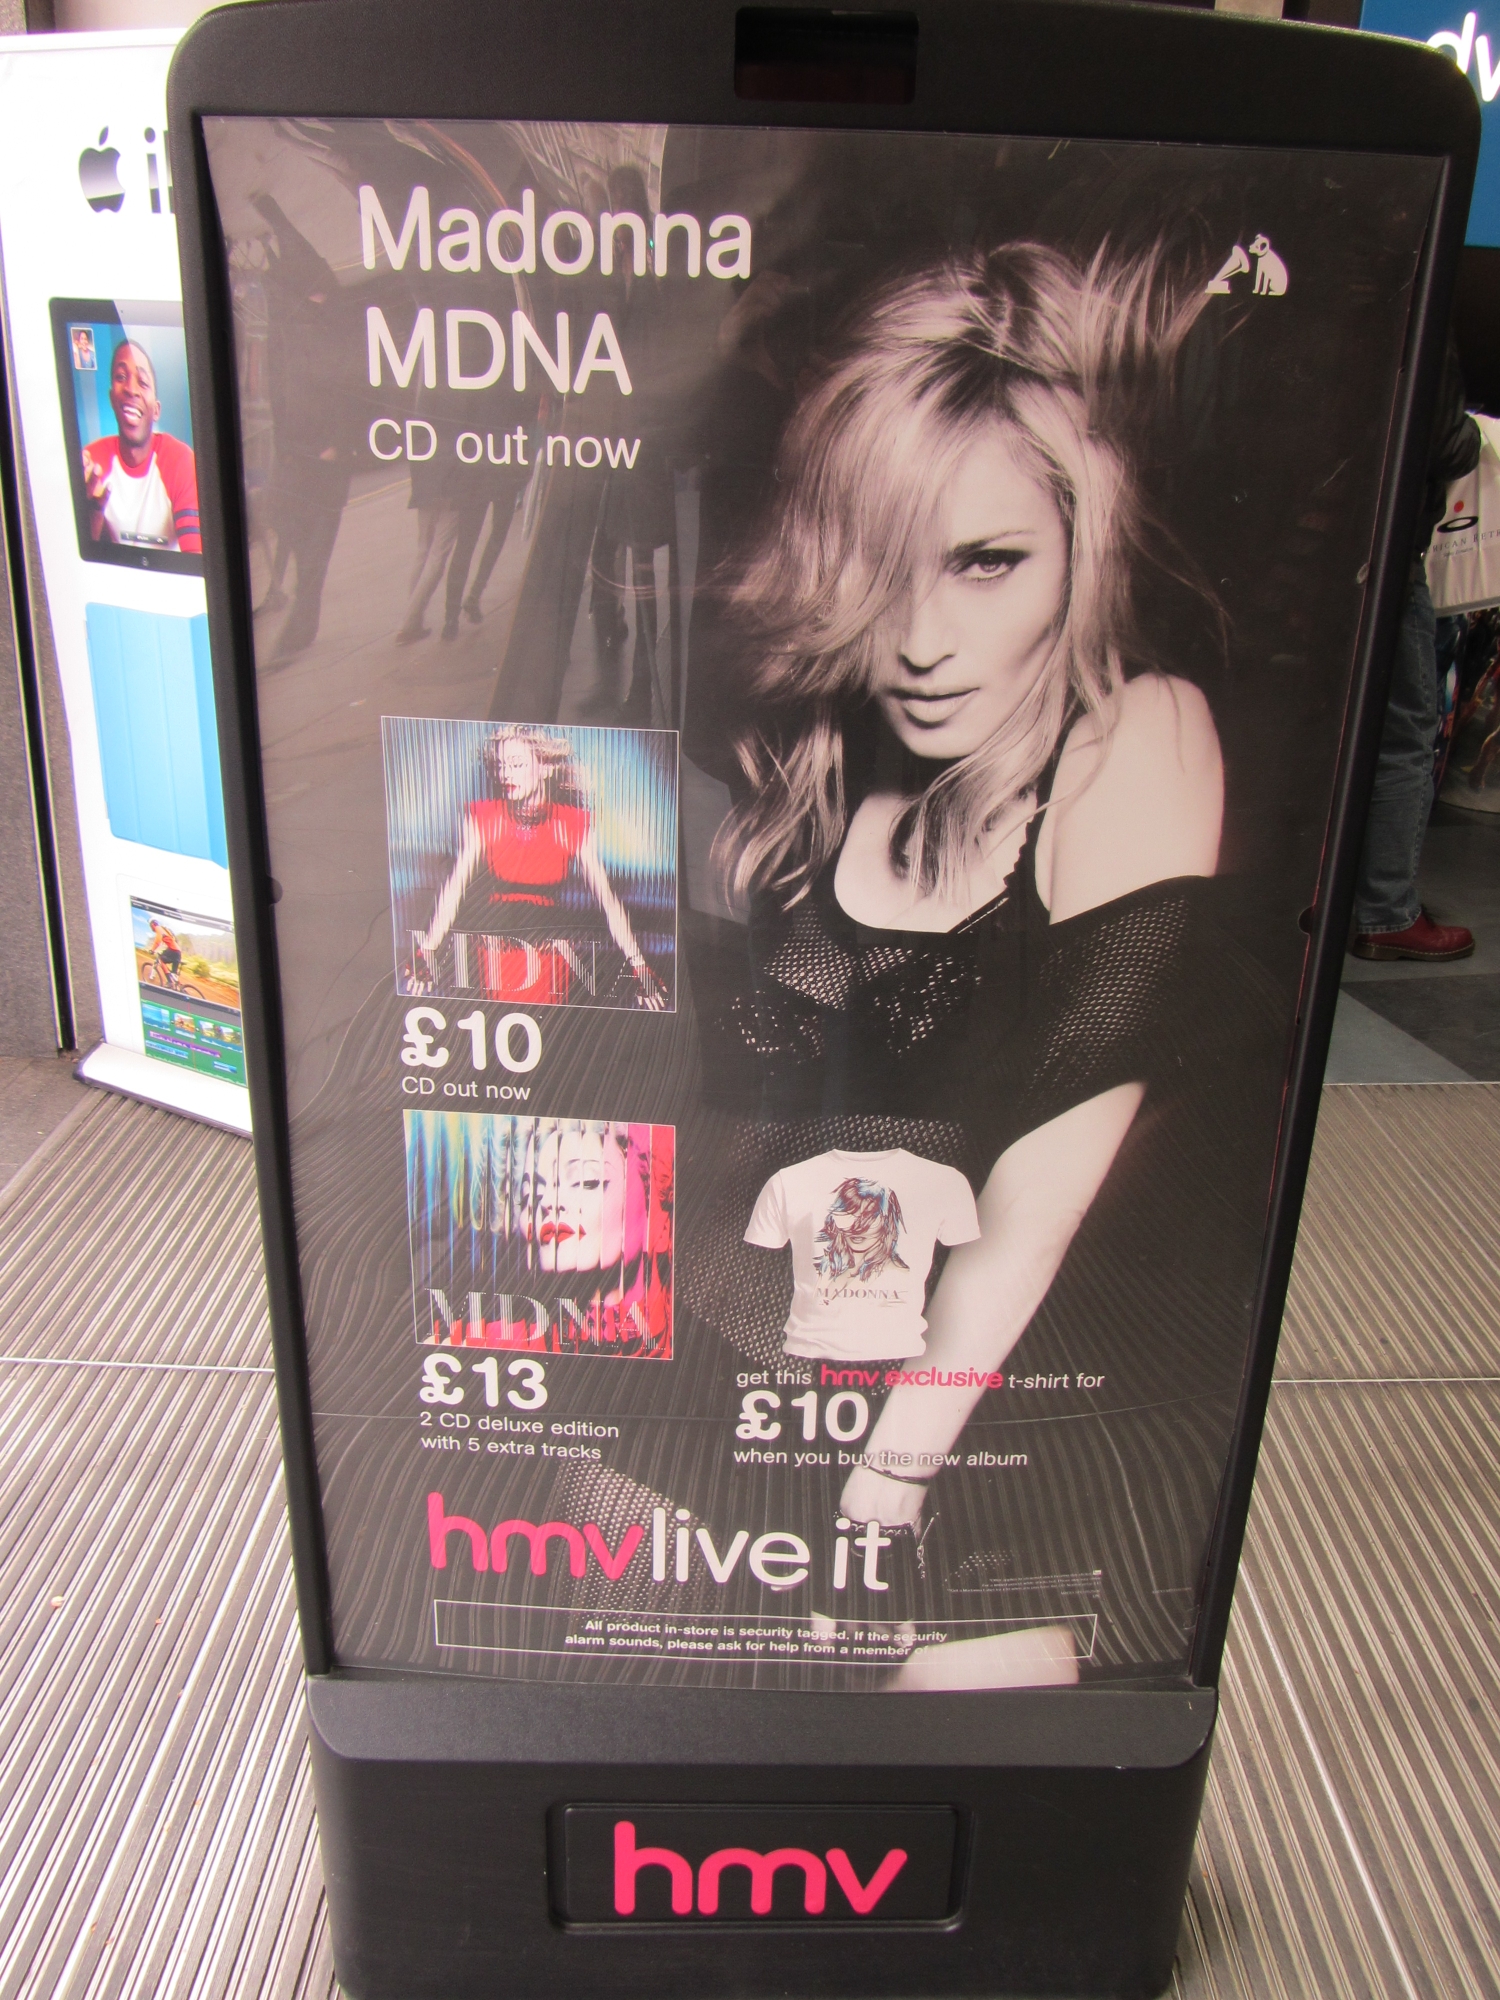 Madonna
MDNA
CD out now
MDNA
£10
CD out now
MDNA
£13
2 CD deluxe edition
with 5 extra tracks
MADONNA
get this hmv exclusive t-shirt for
£10
when you buy the new album
hmv live it
All product in-store is security tagged. If the security
alarm sounds, please ask for help from a member of
hmv